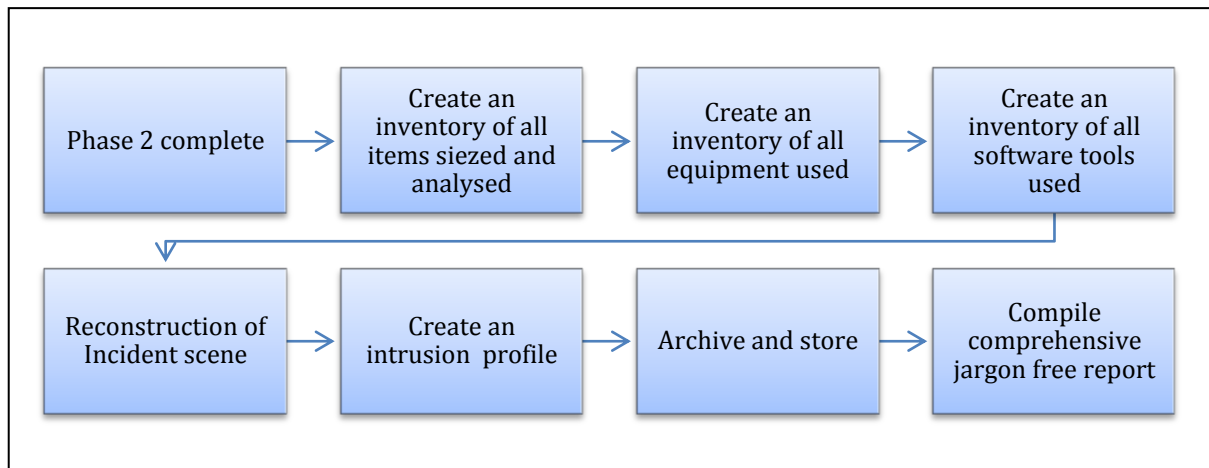 Phase 2 complete
Create an
inventory of all
items siezed and
analysed
Create an
inventory of all
equipment used
Create an
inventory of all
software tools
used
Reconstruction of
Incident scene
Create an
intrusion profile
Archive and store
Compile
comprehensive
jargon free report